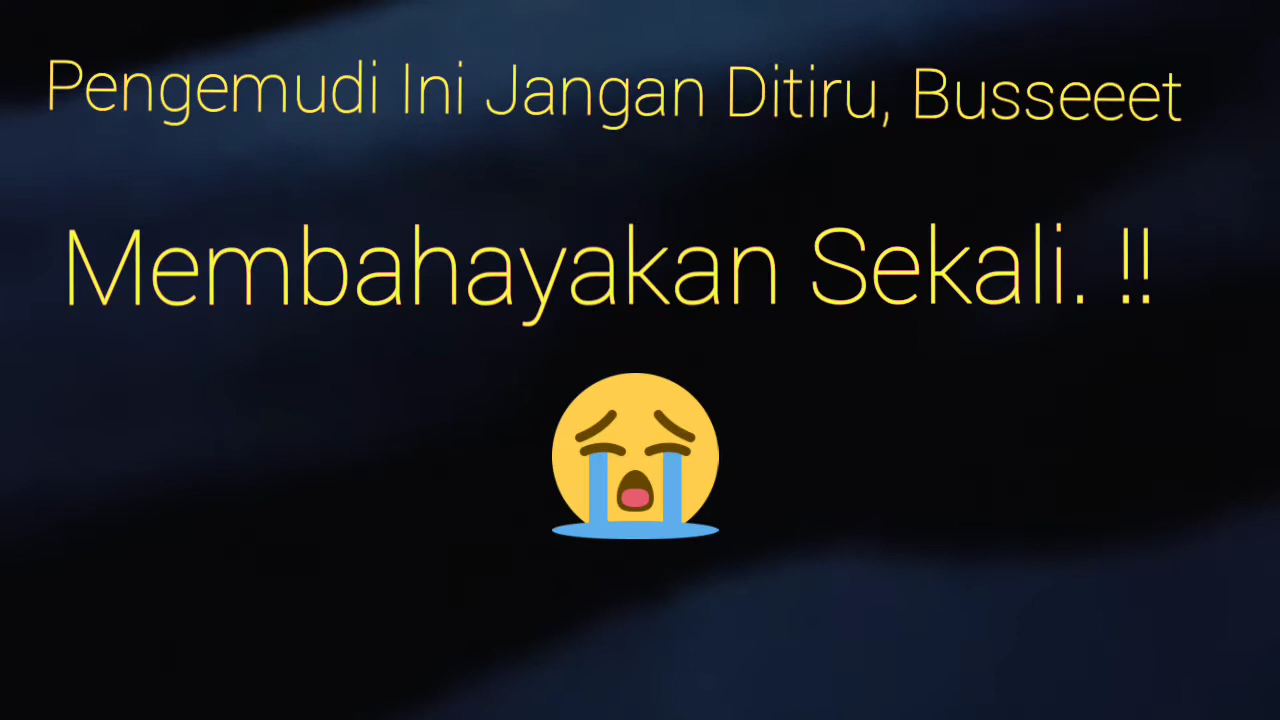 Pengemudi Ini Jangan Ditiru, Busseeet
Membahayakan Sekali. !!